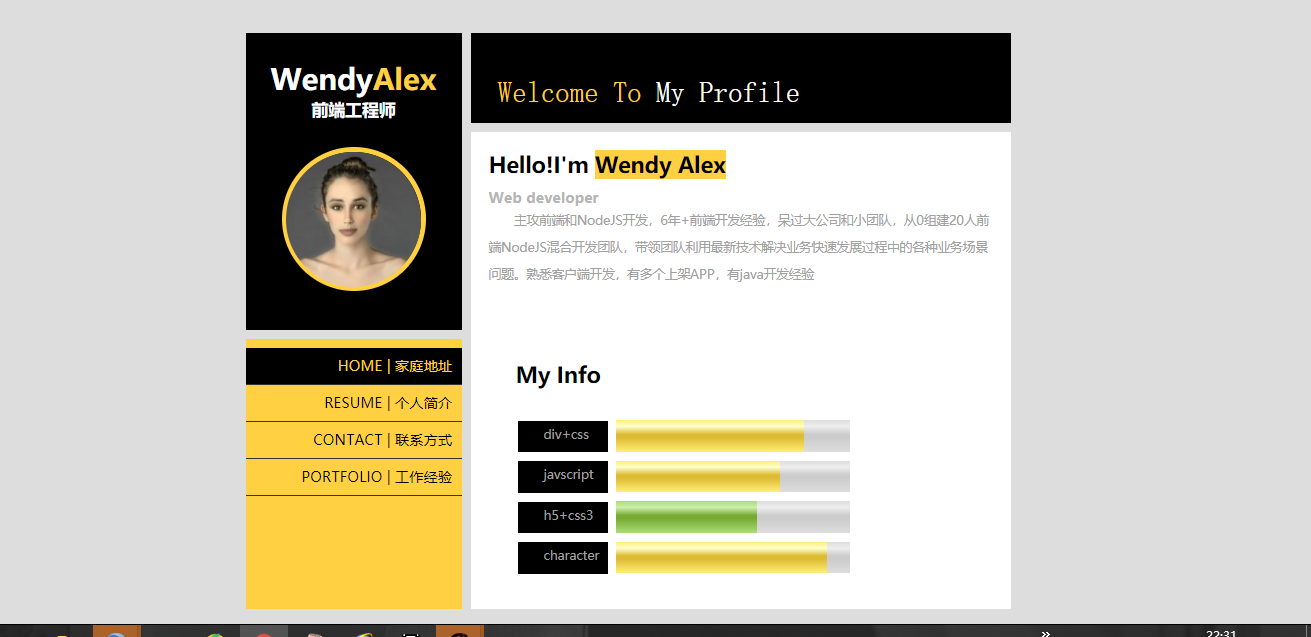 WendyAlex
前端工程师
HOME | 家庭地址
RESUME | 个人简介
CONTACT | 联系方式
PORTFOLIO | 工作经验
Welcome To My Profile
Hello!I'm Wendy Alex
Web developer
主攻前端和NodeJS开发，6年+前端开发经验，呆过大公司和小团队，从0组建20人前
端NodeJS混合开发团队，带领团队利用最新技术解决业务快速发展过程中的各种业务场景
问题。熟悉客户端开发，有多个上架APP，有java开发经验
My Info
div+css
javscript
h5+css3
character
22:31